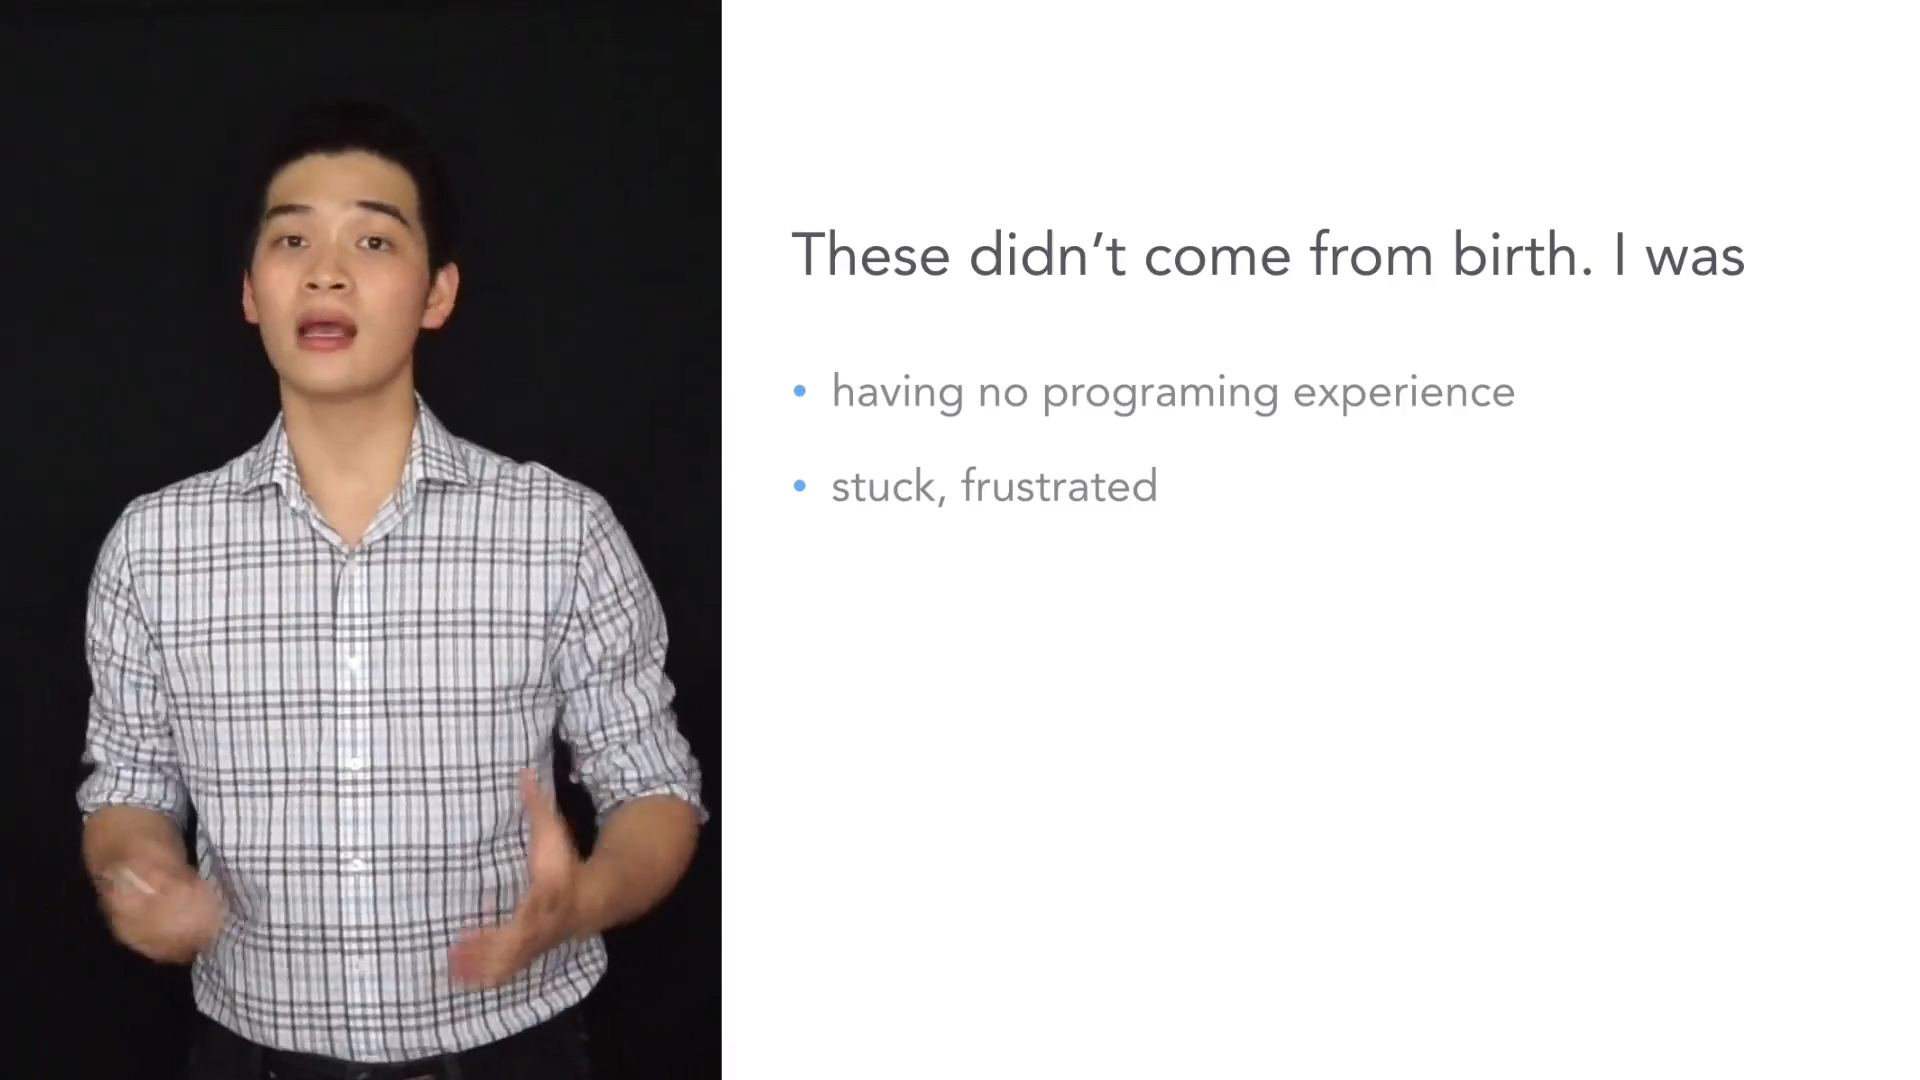 These didn’t come from birth. I was
• having no programing experience
• stuck, frustrated